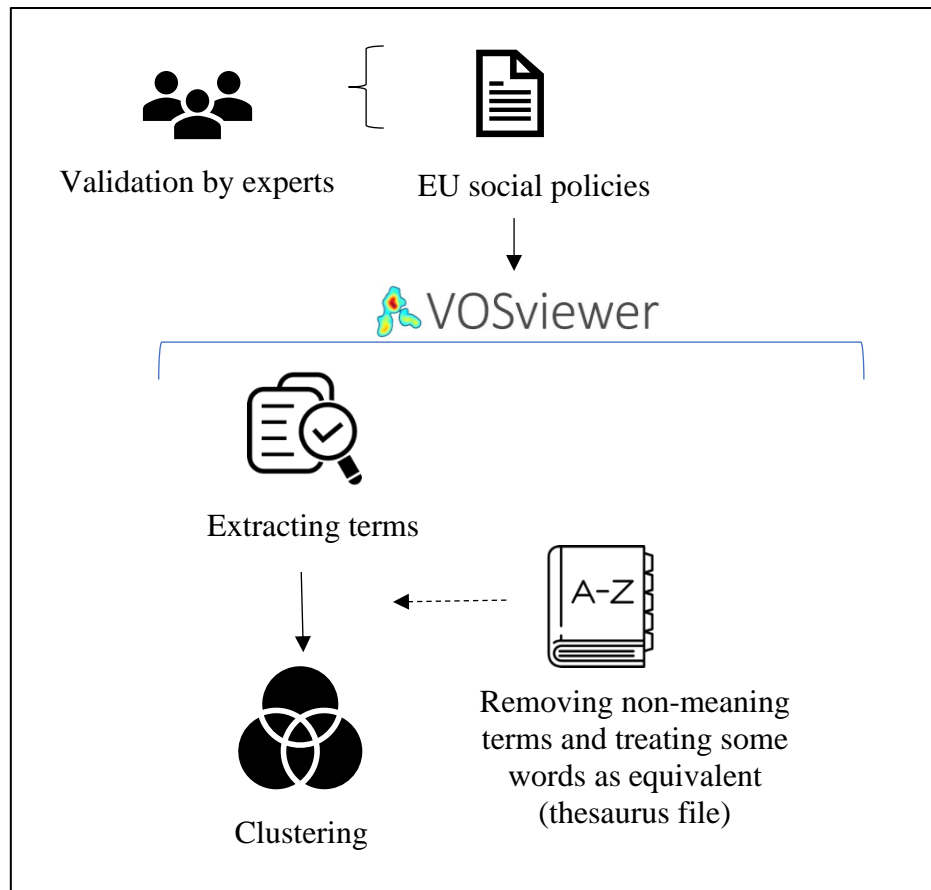 Validation by experts
EU social policies
VOSviewer
Extracting terms
A-Z
Removing non-meaning
terms and treating some
words as equivalent
(thesaurus file)
Clustering